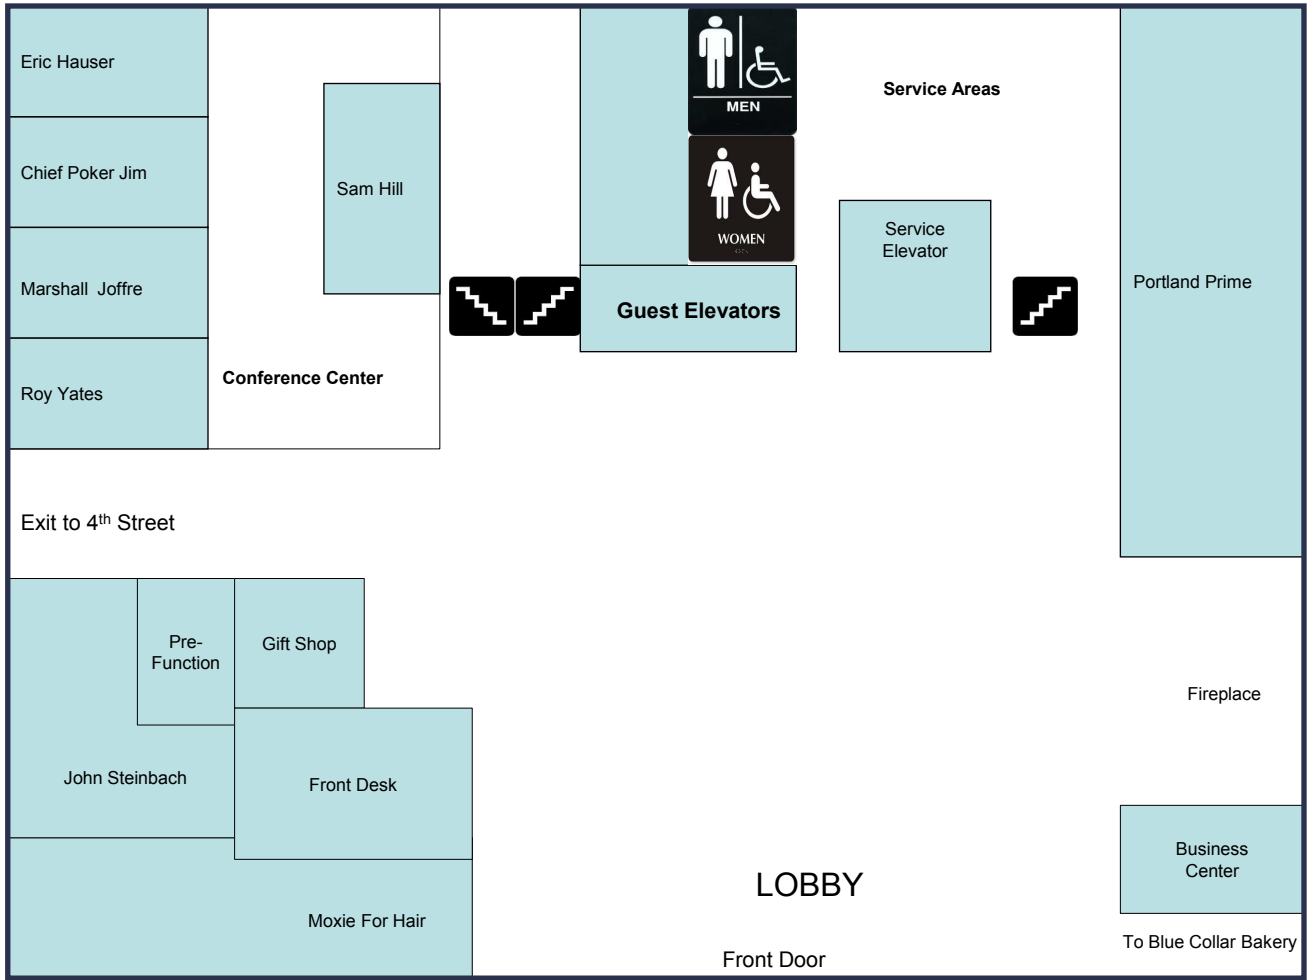 Eric Hauser
MEN
Service Areas
Chief Poker Jim
Sam Hill
WOMEN
Service
Elevator
Marshall  Joffre
Guest Elevators
Portland Prime
Conference Center
Roy Yates
Exit to 4th Street
Pre-
Function
Gift Shop
Fireplace
John Steinbach
Front Desk
Business
Center
LOBBY
Moxie For Hair
To Blue Collar Bakery
Front Door